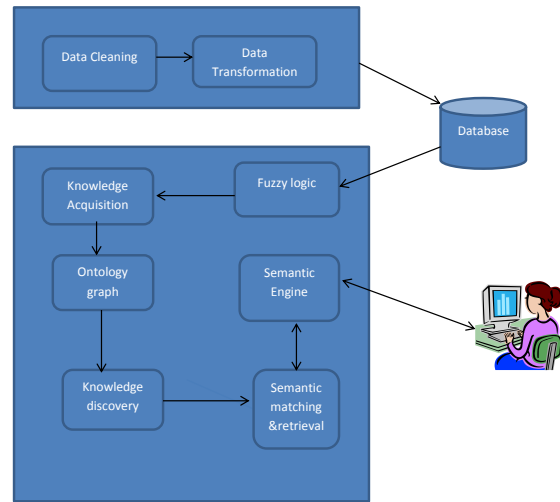 Data Cleaning
Data
Transformation
Database
Fuzzy logic
Knowledge
Acquisition
Ontology
graph
Semantic
Engine
Knowledge
discovery
Semantic
matching
&retrieval